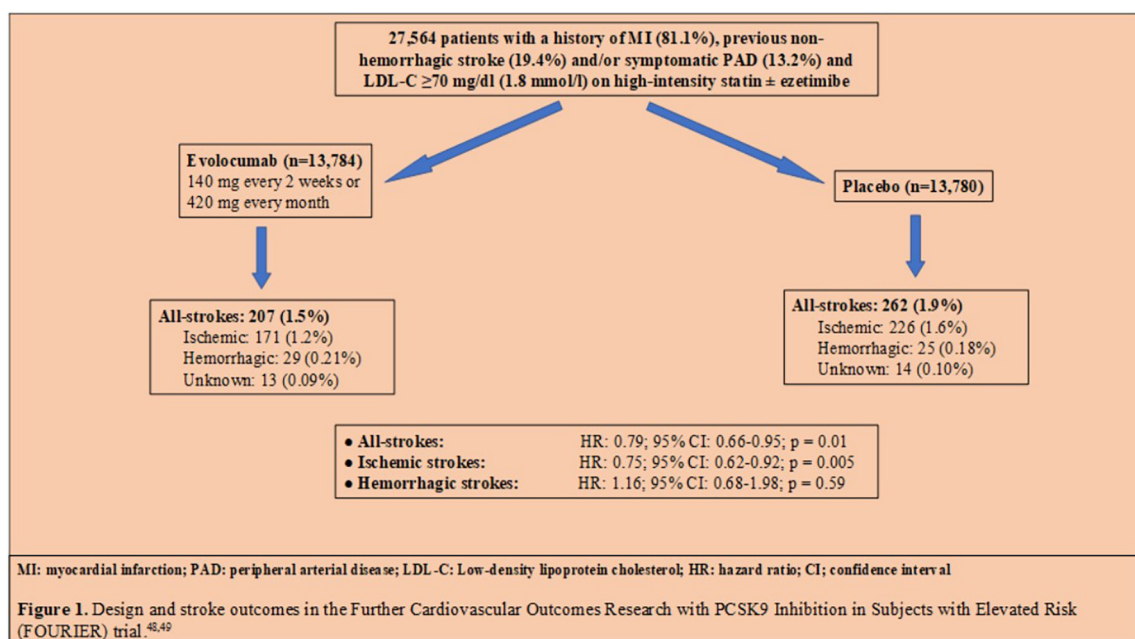 27,564 patients with a history of MI (81.1%), previous non-
hemorrhagic stroke (19.4%) and/or symptomatic PAD (13.2%) and
LDL-C ≥70 mg/dl (1.8 mmol/l) on high-intensity statin ± ezetimibe
Evolocumab (n=13,784)
140 mg every 2 weeks or
420 mg every month
Placebo (n=13,780)
All-strokes: 207 (1.5%)
Ischemic: 171 (1.2%)
Hemorrhagic: 29 (0.21%)
Unknown: 13 (0.09%)
All-strokes: 262 (1.9%)
Ischemic: 226 (1.6%)
Hemorrhagic: 25 (0.18%)
Unknown: 14 (0.10%)
● All-strokes: HR: 0.79; 95% CI: 0.66-0.95; p = 0.01
● Ischemic strokes: HR: 0.75; 95% CI: 0.62-0.92; p = 0.005
● Hemorrhagic strokes: HR: 1.16; 95% CI: 0.68-1.98; p = 0.59
MI: myocardial infarction; PAD: peripheral arterial disease; LDL-C: Low-density lipoprotein cholesterol; HR: hazard ratio; CI; confidence interval
Figure 1. Design and stroke outcomes in the Further Cardiovascular Outcomes Research with PCSK9 Inhibition in Subjects with Elevated Risk
(FOURIER) trial.48,49